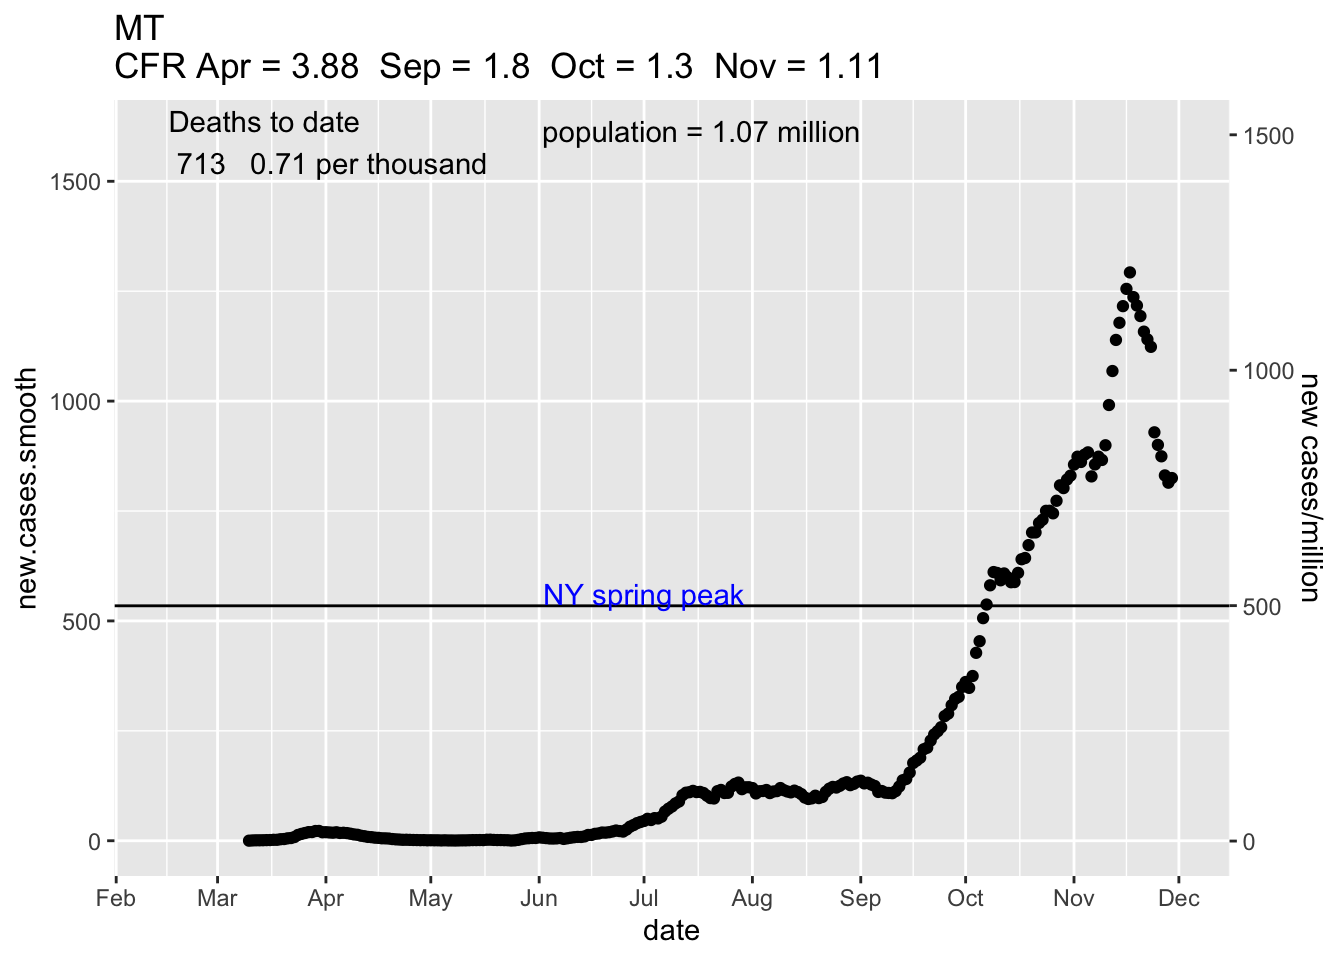 MT
CFR Apr = 3.88  Sep = 1.8  Oct = 1.3  Nov = 1.11
Deaths to date
713   0.71 per thousand
population = 1.07 million
NY spring peak
new.cases.smooth
1500
1000
500
0
new cases/million
1500
1000
500
0
Feb Mar Apr May Jun Jul Aug Sep Oct Nov Dec
date